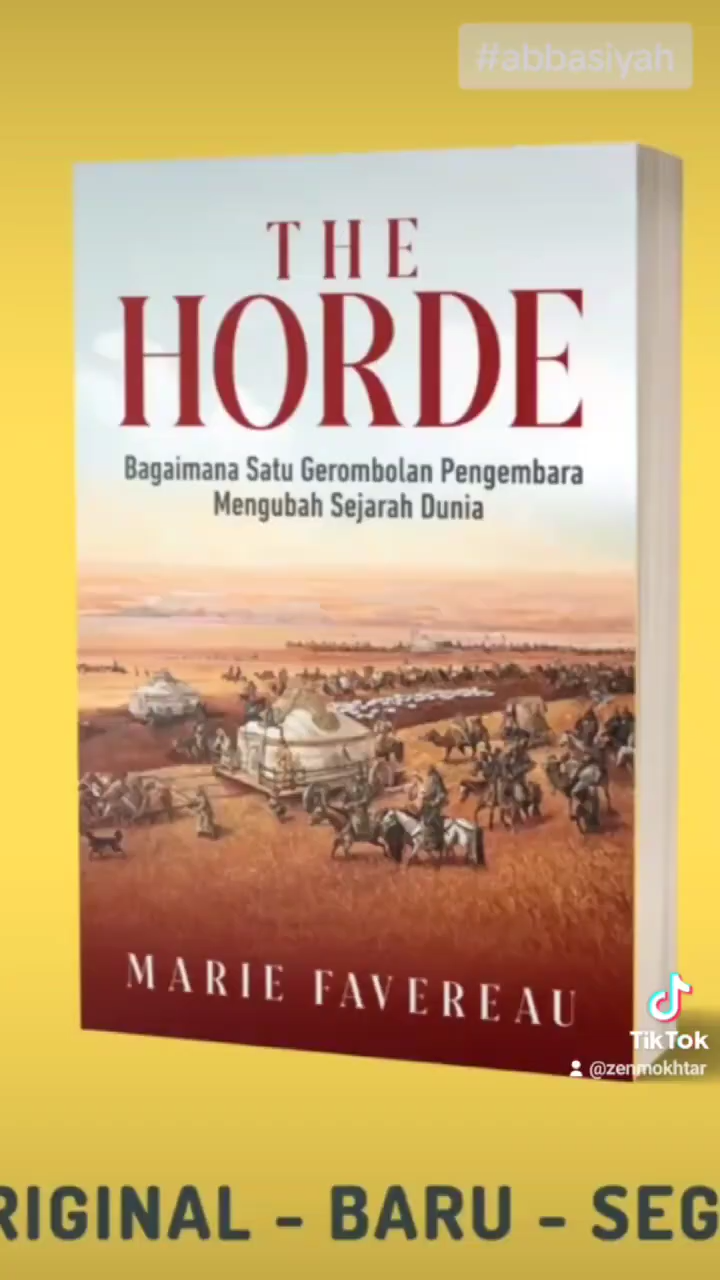 #abbasiyah
THE
HORDE
Bagaimana Satu Gerombolan Pengembara
Mengubah Sejarah Dunia
MARIE FAVEREAU
TikTok
@zenmokhtar
RIGINAL - BARU - SEG